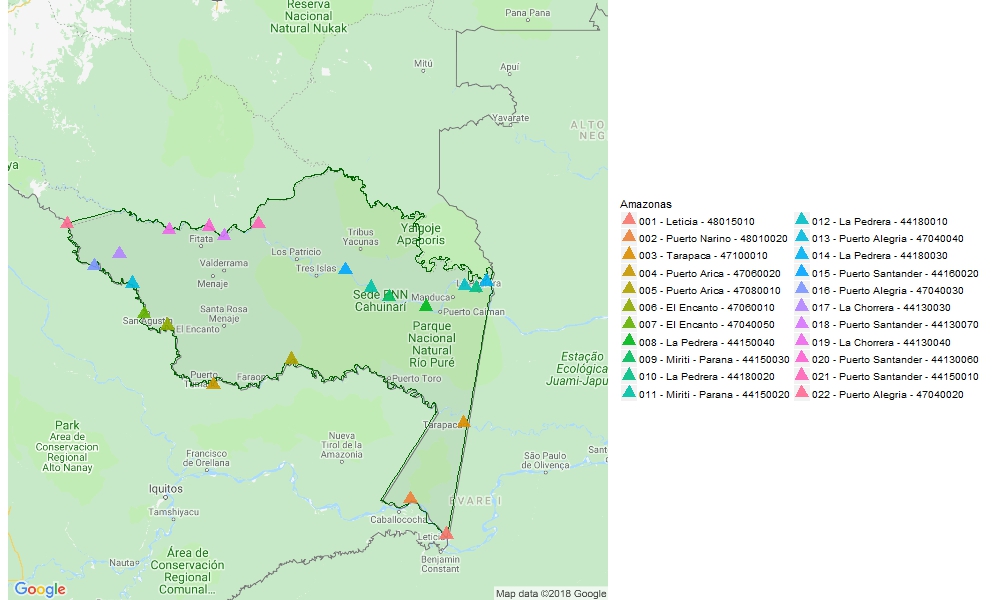 Reserva
Nacional
Natural Nukak
Pana Pana
Mitú
Apuí
Yavarate
ALTO
NEG
ya
Fitata
Tribus
Yacunas
Yaigoje
Apaporis
Los Patricio
Valderrama
Tres Islas
Menaje
Sede PNN
Cahuinarí
Manduca
Puerto Caiman
Santa Rosa
Menaje
San Agustin
El Encanto
Parque
Nacional
Natural
Río Puré
Estação
Ecológica
Juami-Japu
Puerto
Faraon
Puerto Toro
Tarapaca
Park
Area de
Conservacion
Regional
Alto Nanay
Nueva
Tirol de la
Amazonia
Francisco
de Orellana
São Paulo
de Olivença
Sant
Iquitos
Tamshiyacu
EVARE I
Caballococha
Leticia
Nauta
Área de
Conservación
Regional
Comunal...
Benjamin
Constant
Google
Map data ©2018 Google
Amazonas
001 - Leticia - 48015010
002 - Puerto Narino - 48010020
003 - Tarapaca - 47100010
004 - Puerto Arica - 47060020
005 - Puerto Arica - 47080010
006 - El Encanto - 47060010
007 - El Encanto - 47040050
008 - La Pedrera - 44150040
009 - Miriti - Parana - 44150030
010 - La Pedrera - 44180020
011 - Miriti - Parana - 44150020
012 - La Pedrera - 44180010
013 - Puerto Alegria - 47040040
014 - La Pedrera - 44180030
015 - Puerto Santander - 44160020
016 - Puerto Alegria - 47040030
017 - La Chorrera - 44130030
018 - Puerto Santander - 44130070
019 - La Chorrera - 44130040
020 - Puerto Santander - 44130060
021 - Puerto Santander - 44150010
022 - Puerto Alegria - 47040020